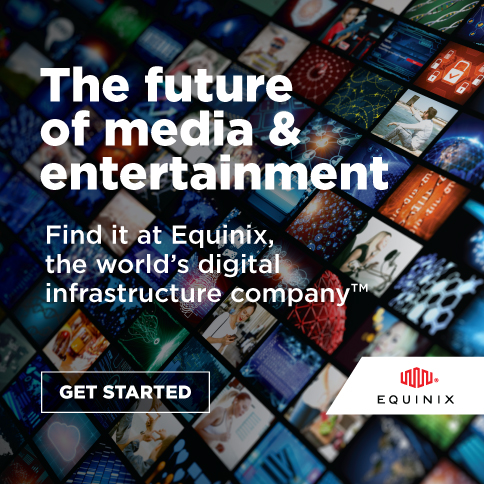 The future
of media &
entertainment
Find it at Equinix,
the world's digital
infrastructure company™
GET STARTED
EQUINIX